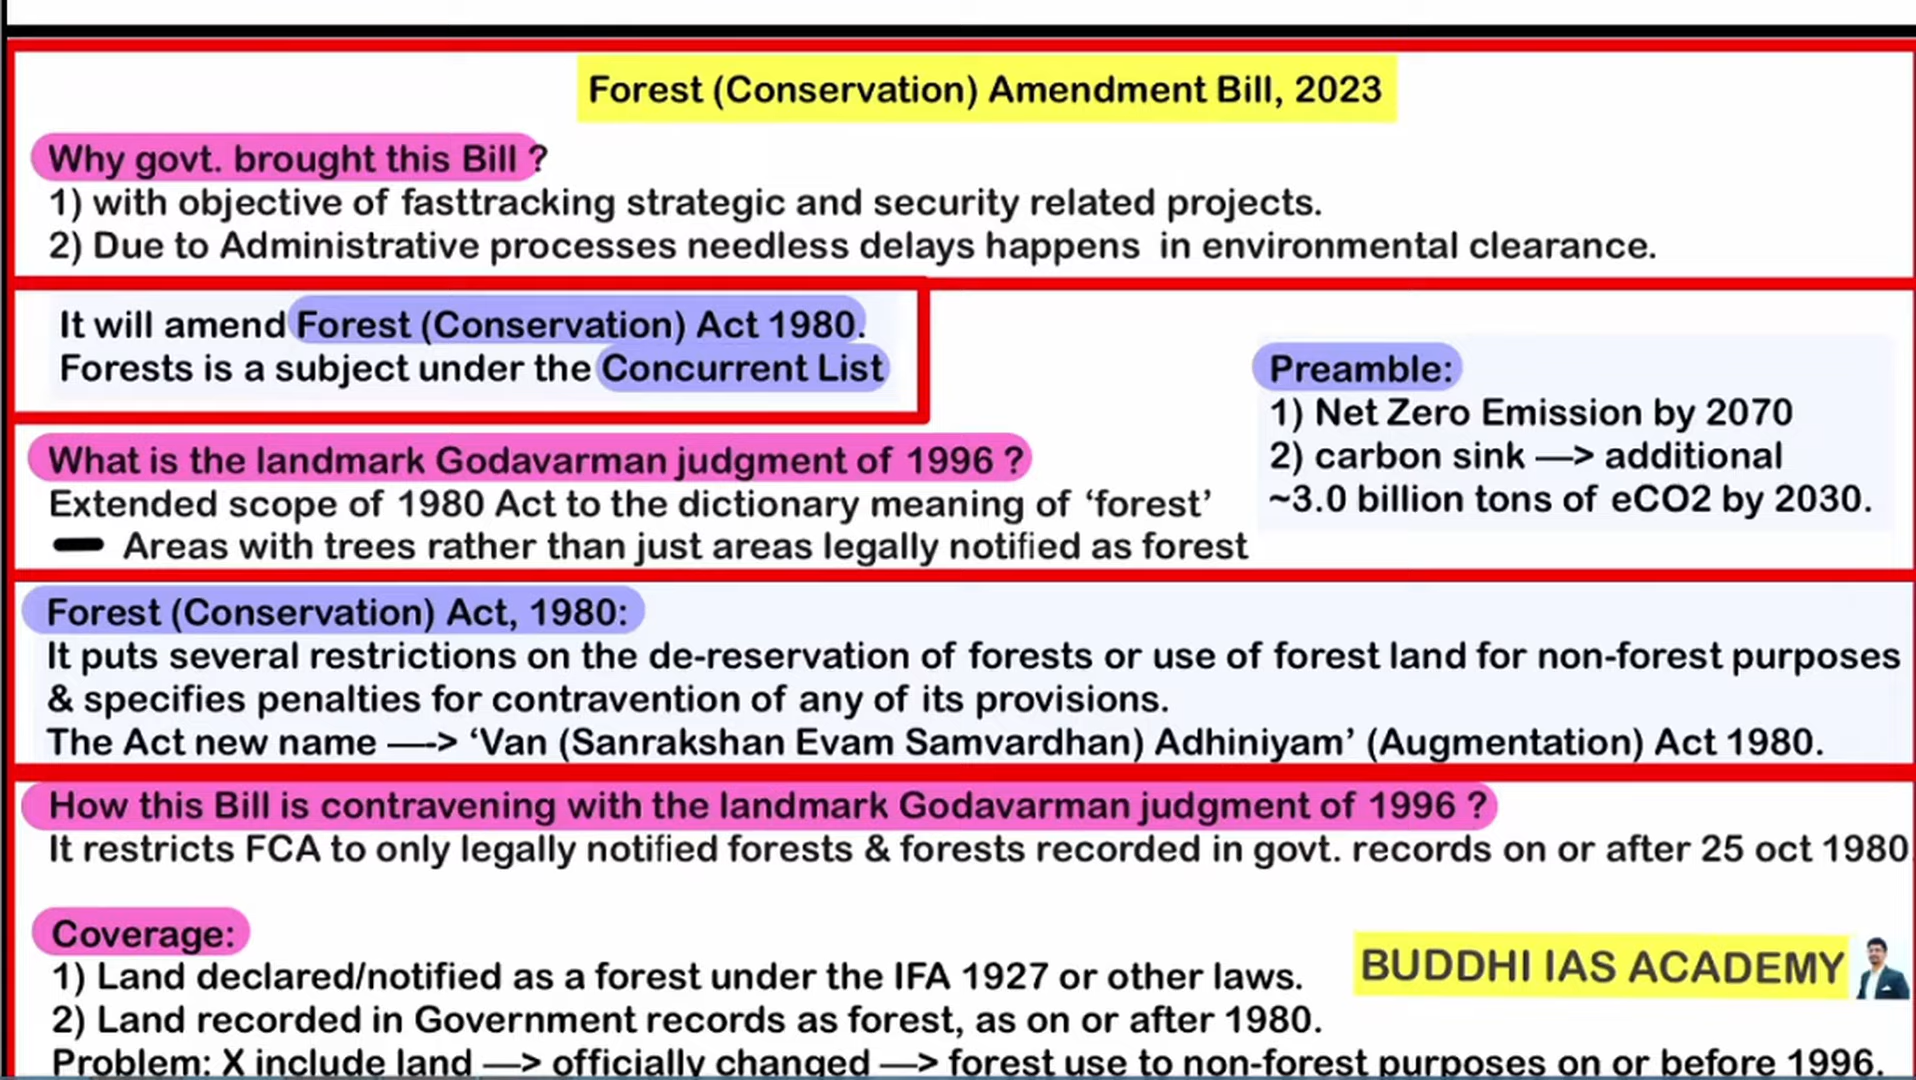 Forest (Conservation) Amendment Bill, 2023
Why govt. brought this Bill ?
1) with objective of fasttracking strategic and security related projects.
2) Due to Administrative processes needless delays happens in environmental clearance.
It will amend Forest (Conservation) Act 1980.
Forests is a subject under the Concurrent List
Preamble:
1) Net Zero Emission by 2070
2) carbon sink —> additional
~3.0 billion tons of eCO2 by 2030.
What is the landmark Godavarman judgment of 1996 ?
Extended scope of 1980 Act to the dictionary meaning of ‘forest’
— Areas with trees rather than just areas legally notified as forest
Forest (Conservation) Act, 1980:
It puts several restrictions on the de-reservation of forests or use of forest land for non-forest purposes
& specifies penalties for contravention of any of its provisions.
The Act new name —-> ‘Van (Sanrakshan Evam Samvardhan) Adhiniyam’ (Augmentation) Act 1980.
How this Bill is contravening with the landmark Godavarman judgment of 1996 ?
It restricts FCA to only legally notified forests & forests recorded in govt. records on or after 25 oct 1980
Coverage:
1) Land declared/notified as a forest under the IFA 1927 or other laws.
2) Land recorded in Government records as forest, as on or after 1980.
Problem: X include land —> officially changed —> forest use to non-forest purposes on or before 1996.
BUDDHI IAS ACADEMY